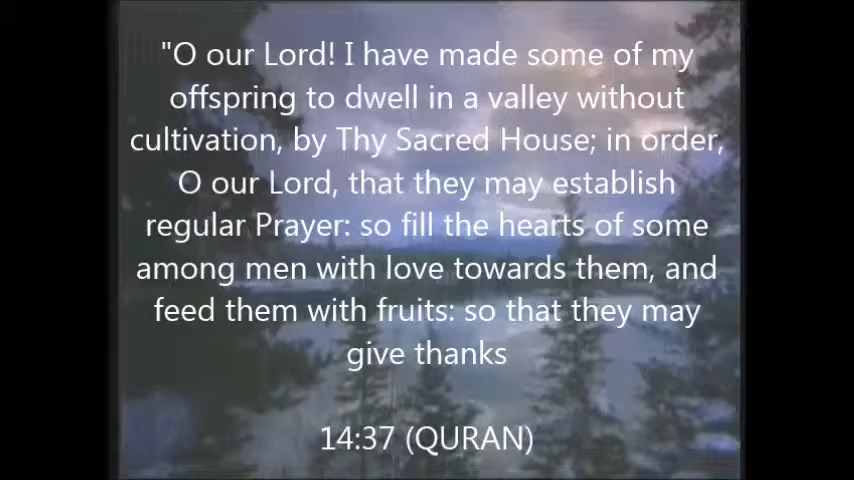 "O our Lord! I have made some of my
offspring to dwell in a valley without
cultivation, by Thy Sacred House; in order,
O our Lord, that they may establish
regular Prayer: so fill the hearts of some
among men with love towards them, and
feed them with fruits: so that they may
give thanks
14:37 (QURAN)